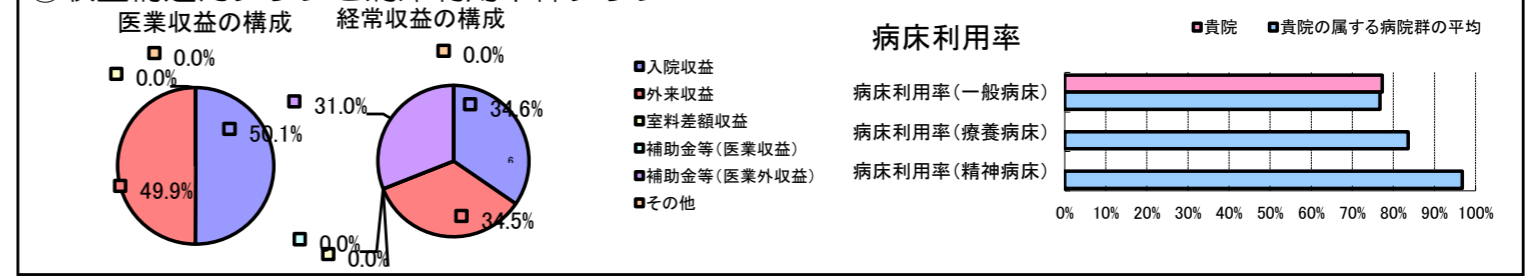 医業収益の構成
0.0%
0.0%
50.1%
49.9%
経常収益の構成
0.0%
31.0%
34.6%
6
34.5%
0.0%
0.0%
入院収益
外来収益
室料差額収益
補助金等(医業収益)
補助金等(医業外収益)
その他
病床利用率
貴院 貴院の属する病院群の平均
病床利用率(一般病床)
病床利用率(療養病床)
病床利用率(精神病床)
0% 10% 20% 30% 40% 50% 60% 70% 80% 90% 100%